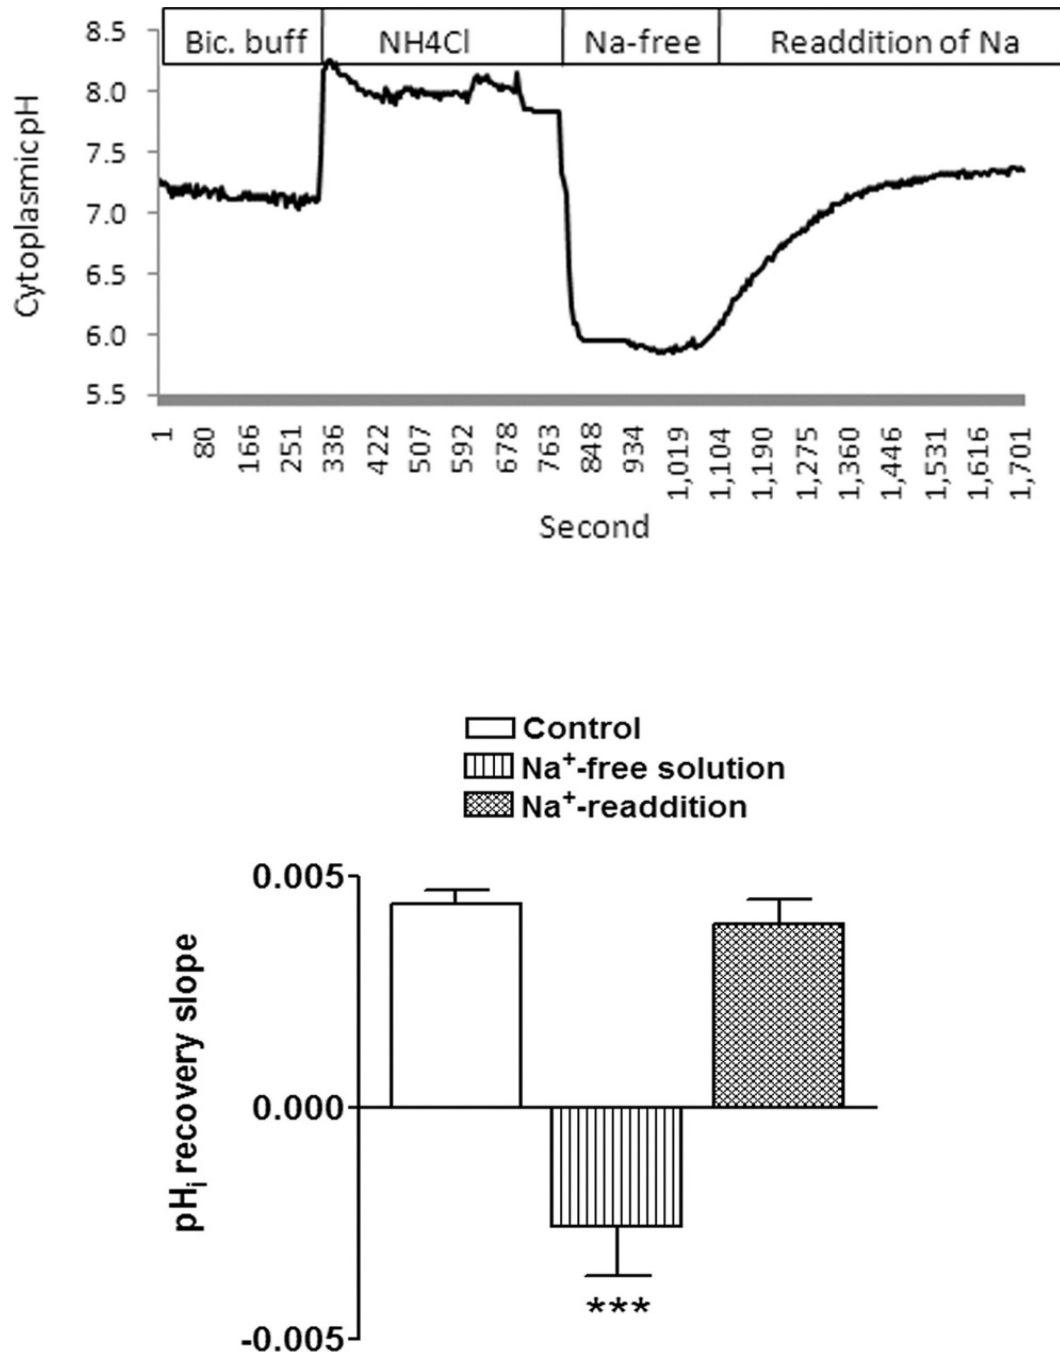 Bic. buff NH4Cl Na-free Readdition of Na
Cytoplasmic pH
8.5
8.0
7.5
7.0
6.5
6.0
5.5
1 80 166 251 336 422 507 592 678 763 848 934 1,019 1,104 1,190 1,275 1,360 1,446 1,531 1,616 1,701
Second
Control
Na⁺-free solution
Na⁺-readdition
pHᵢ recovery slope
0.005
0.000
-0.005
***